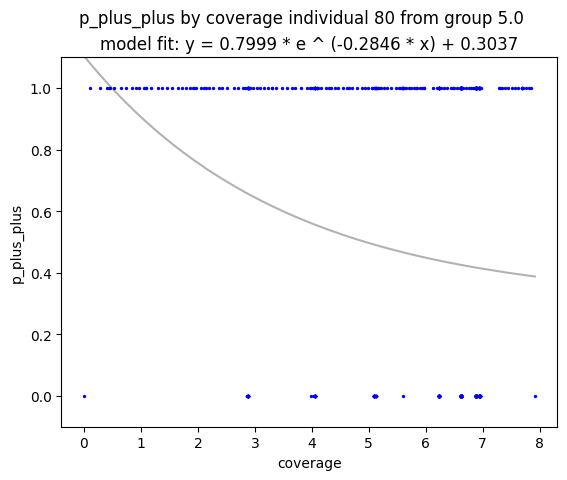 p_plus_plus by coverage individual 80 from group 5.0
model fit: y = 0.7999 * e ^ (-0.2846 * x) + 0.3037
1.0
0.8
0.6
0.4
0.2
0.0
p_plus_plus
0 1 2 3 4 5 6 7 8
coverage